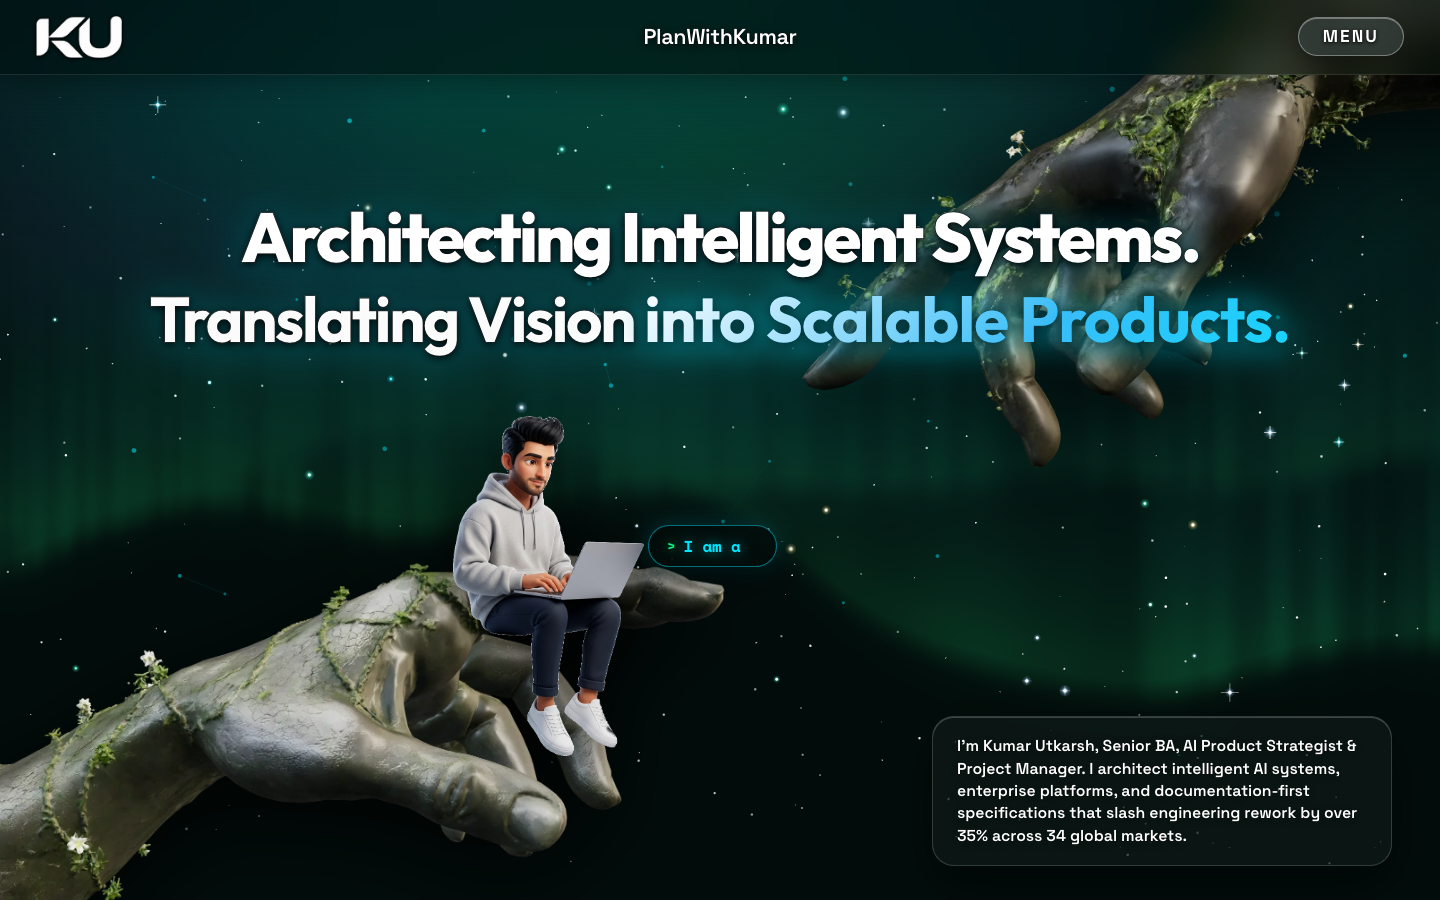 KU
PlanWithKumar
MENU
Architecting Intelligent Systems.
Translating Vision into Scalable Products.
> I am a
I'm Kumar Utkarsh, Senior BA, AI Product Strategist &
Project Manager. I architect intelligent AI systems,
enterprise platforms, and documentation-first
specifications that slash engineering rework by over
35% across 34 global markets.